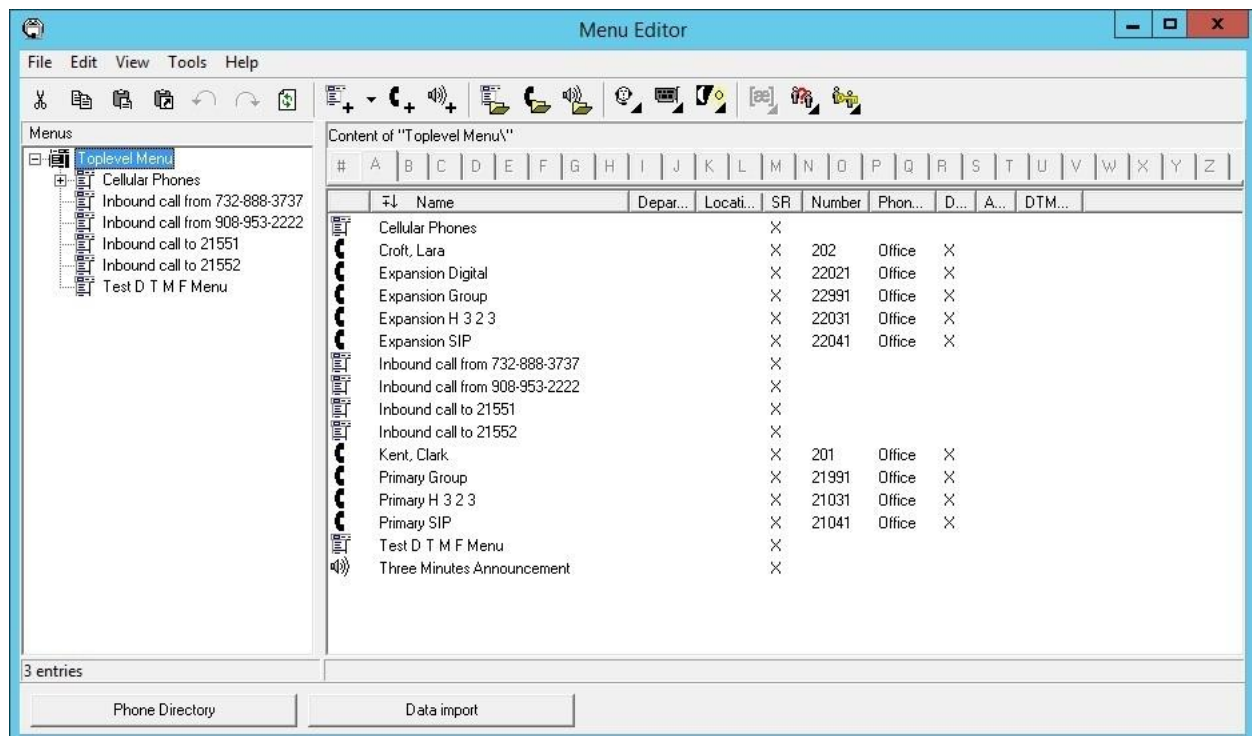 Menu Editor
File Edit View Tools Help
[æ]
Menus
Toplevel Menu
Cellular Phones
Inbound call from 732-888-3737
Inbound call from 908-953-2222
Inbound call to 21551
Inbound call to 21552
Test D T M F Menu
3 entries
Content of "Toplevel Menu\"
# A B C D E F G H I J K L M N O P Q R S T U V W X Y Z
Name Depar... Locati... SR Number Phon... D... A... DTM...
Cellular Phones X
Croft, Lara X 202 Office X
Expansion Digital X 22021 Office X
Expansion Group X 22991 Office X
Expansion H 3 2 3 X 22031 Office X
Expansion SIP X 22041 Office X
Inbound call from 732-888-3737 X
Inbound call from 908-953-2222 X
Inbound call to 21551 X
Inbound call to 21552 X
Kent, Clark X 201 Office X
Primary Group X 21991 Office X
Primary H 3 2 3 X 21031 Office X
Primary SIP X 21041 Office X
Test D T M F Menu X
Three Minutes Announcement X
Phone Directory Data import